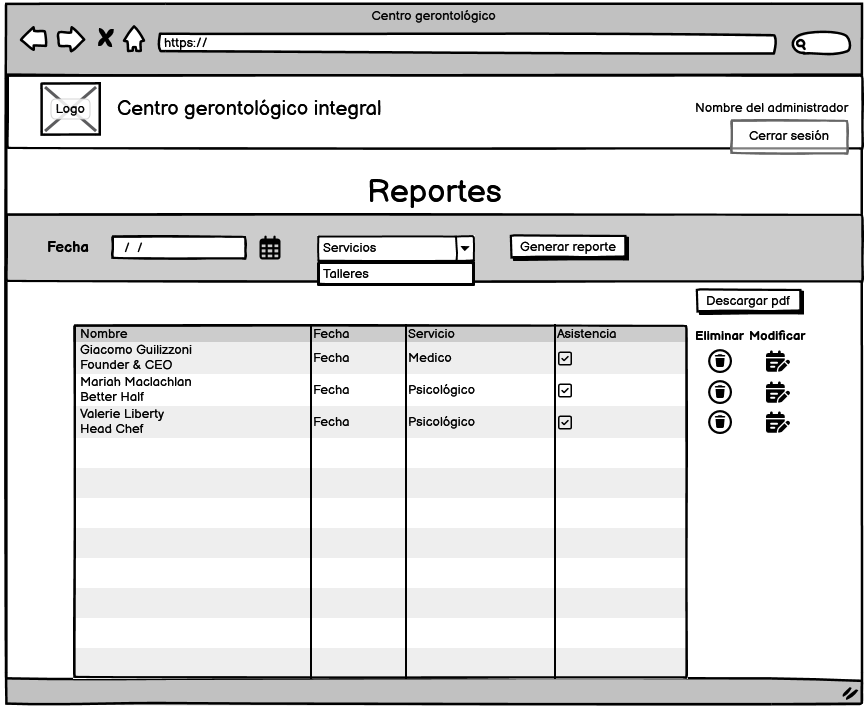 Centro gerontológico
https://
Logo
Centro gerontológico integral
Nombre del administrador
Cerrar sesión
Reportes
Fecha
/ /
Servicios
Generar reporte
Talleres
Descargar pdf
Nombre Fecha Servicio Asistencia Eliminar Modificar
Giacomo Guilizzoni
Founder & CEO
Fecha Medico
Mariah Maclachlan
Better Half
Fecha Psicológico
Valerie Liberty
Head Chef
Fecha Psicológico